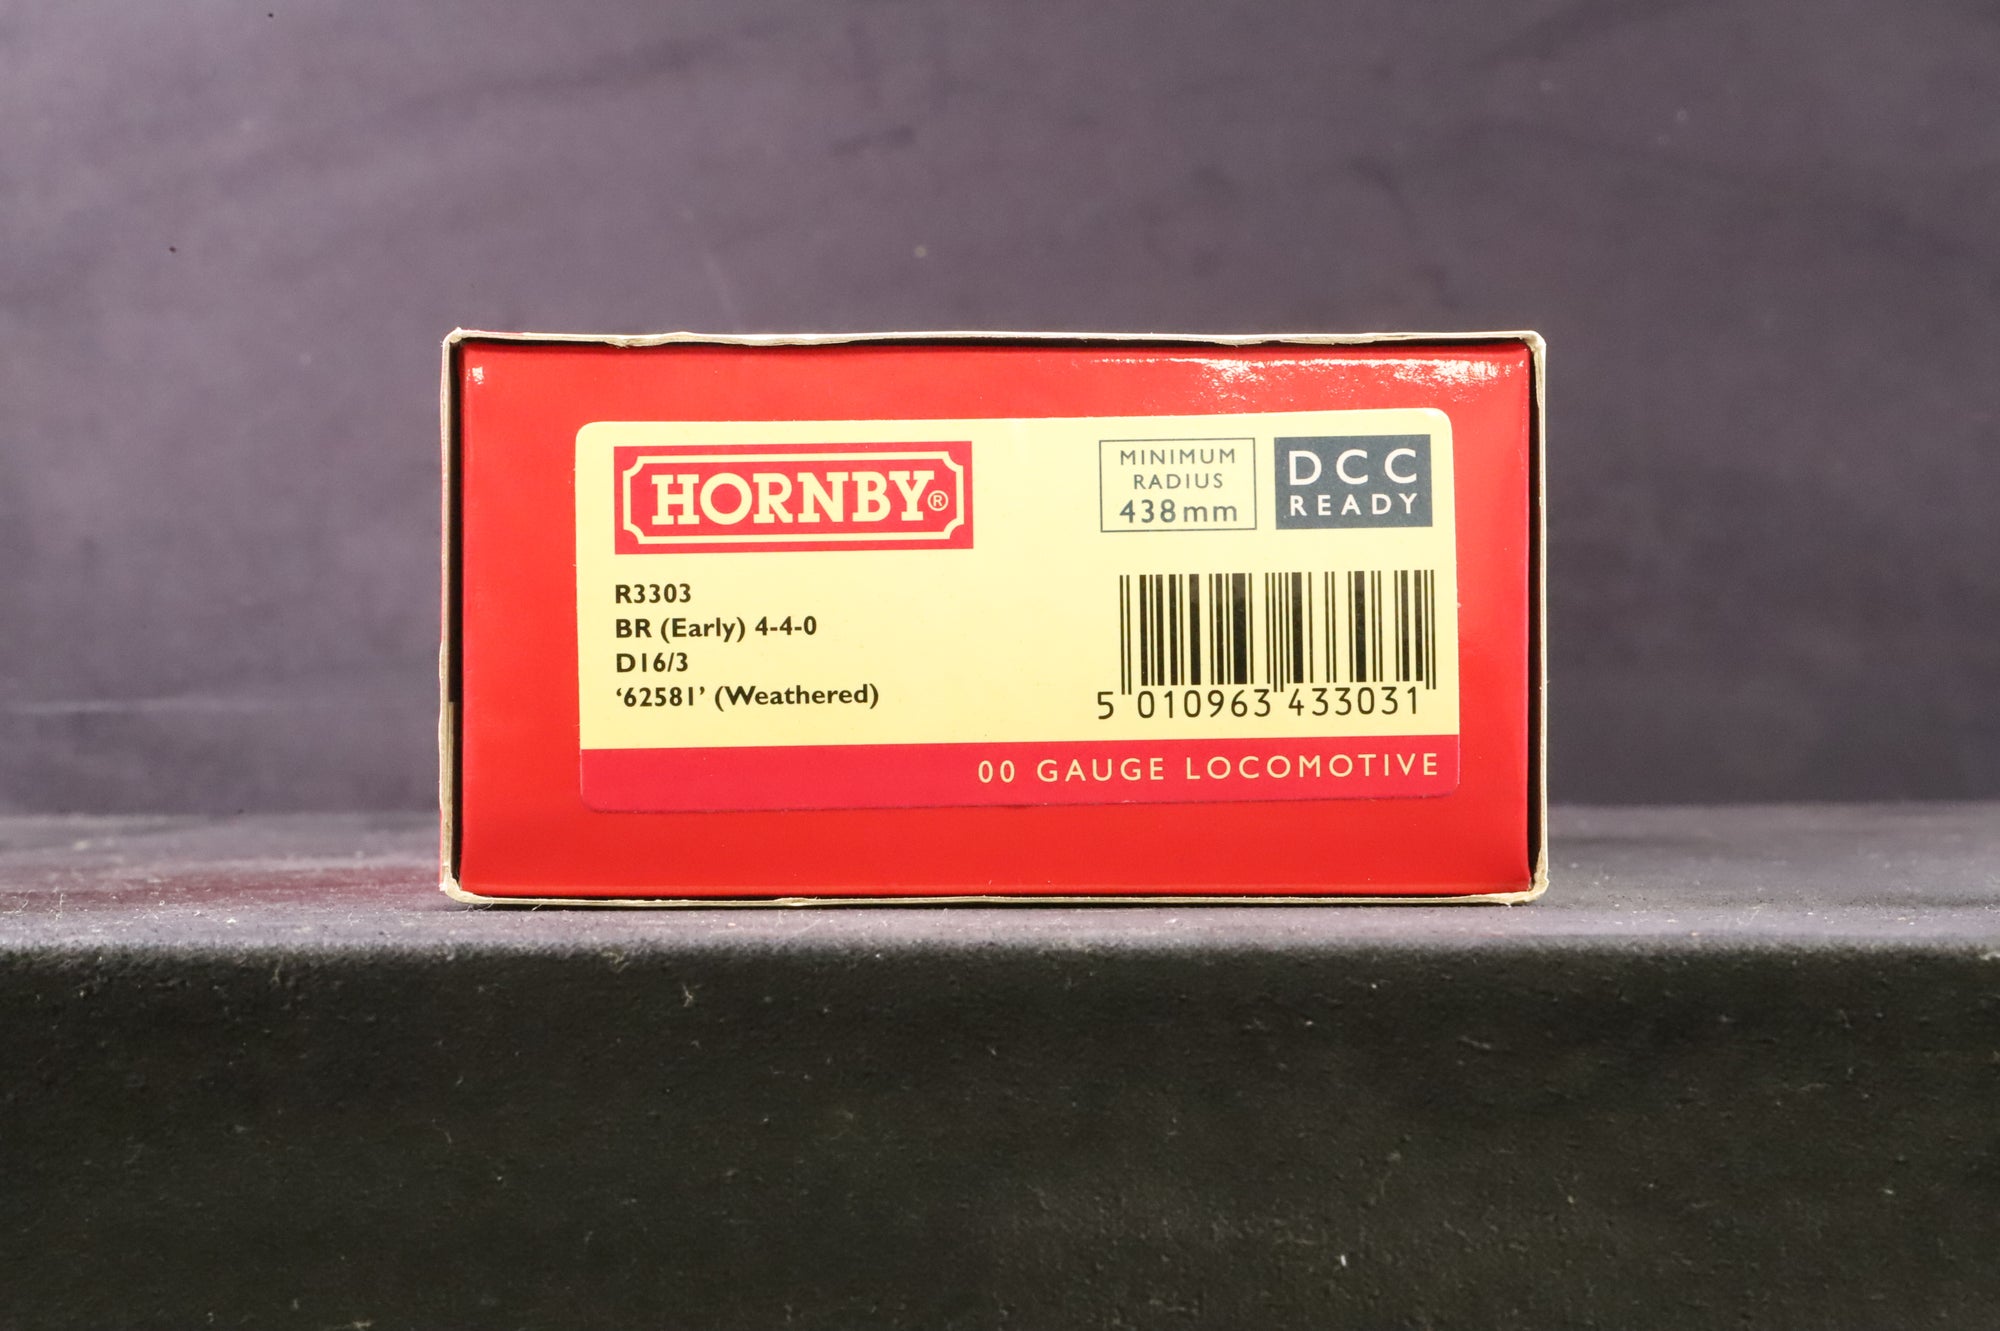 HORNBY®
MINIMUM
RADIUS
438mm
DCC
READY
R3303
BR (Early) 4-4-0
D16/3
‘62581’ (Weathered)
5 010963 433031
00 GAUGE LOCOMOTIVE